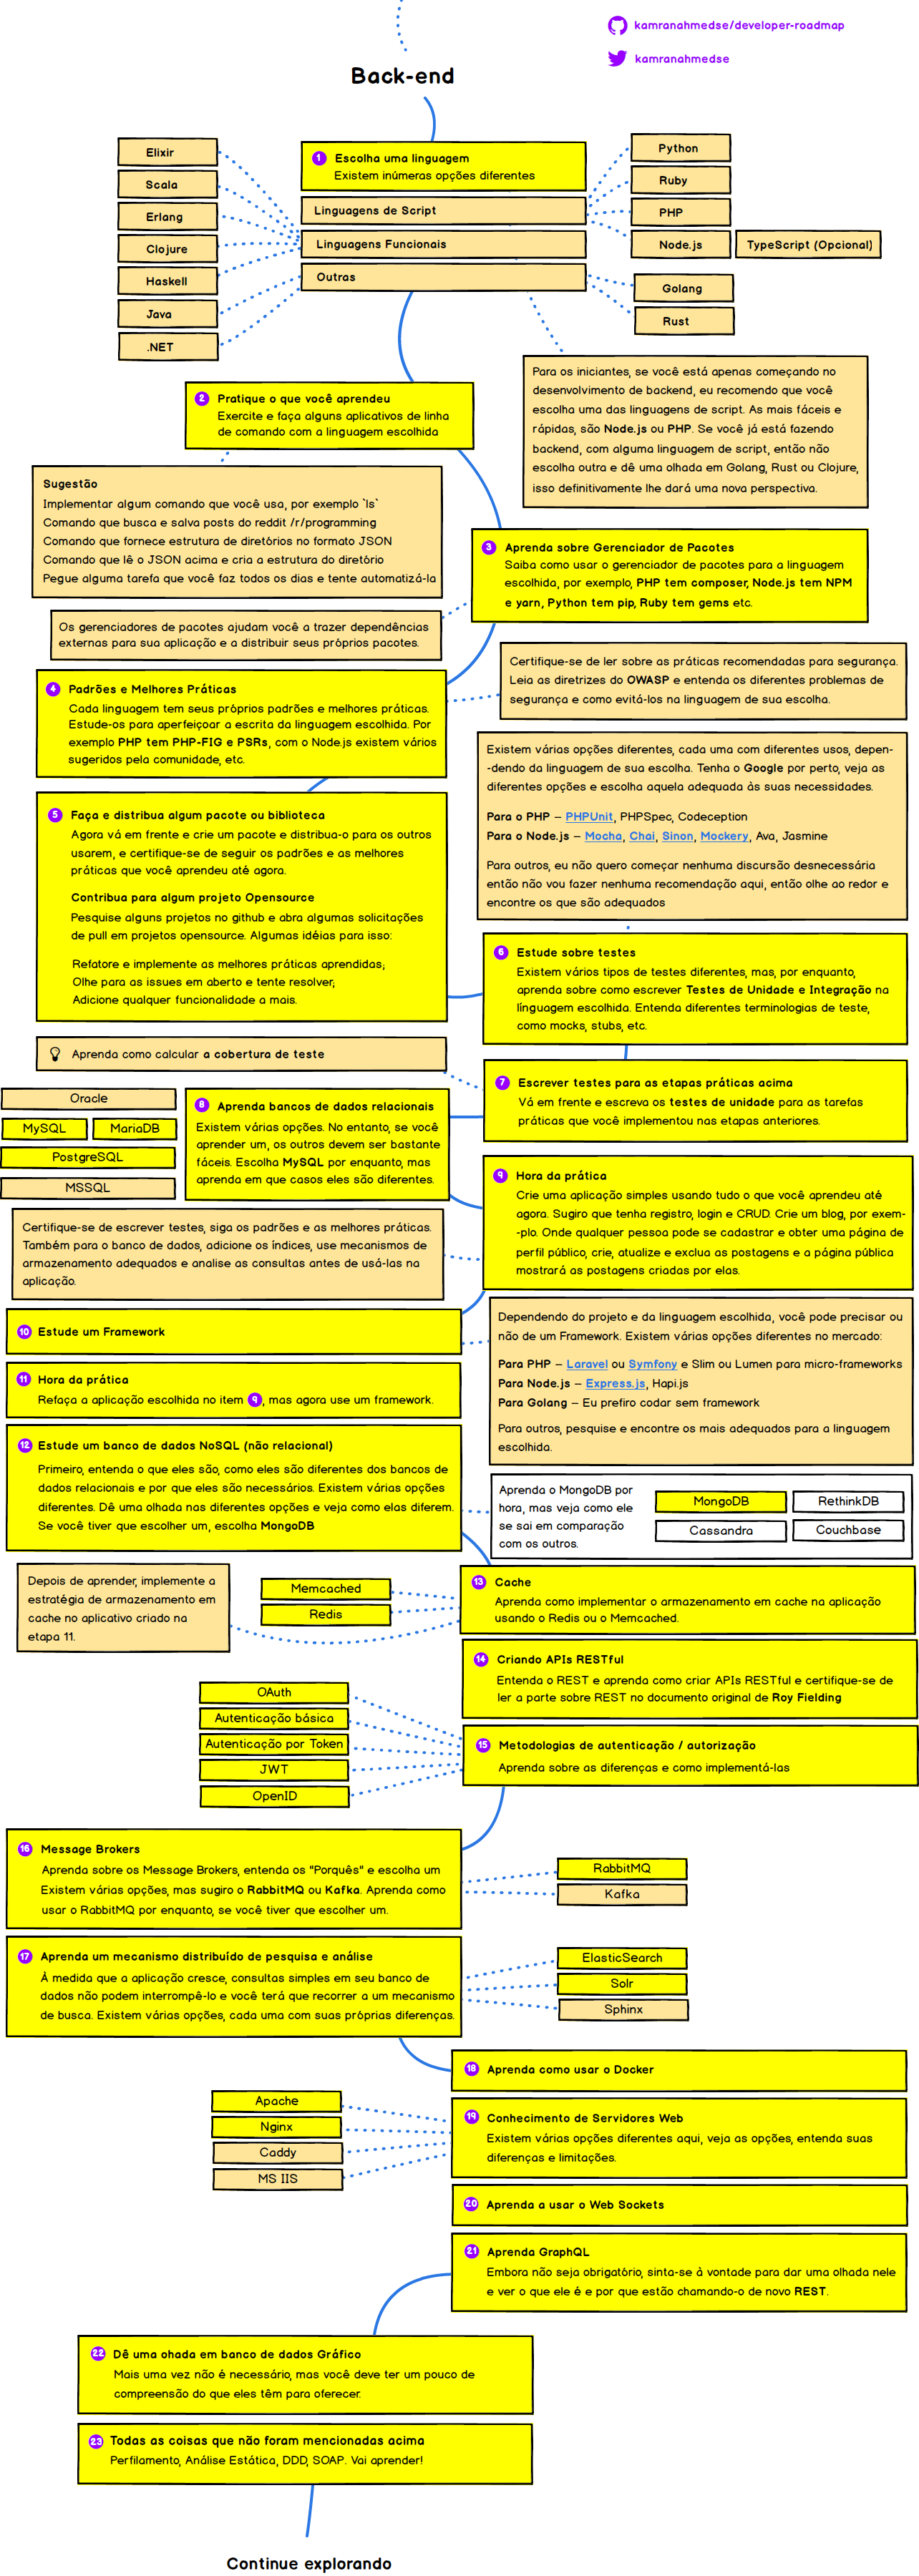 kamranahmedse/developer-roadmap
kamranahmedse
Back-end
1 Escolha uma linguagem
Existem inúmeras opções diferentes
Linguagens de Script
Linguagens Funcionais
Outras
Elixir
Scala
Erlang
Clojure
Haskell
Java
.NET
Python
Ruby
PHP
Node.js
TypeScript (Opcional)
Golang
Rust
Para os iniciantes, se você está apenas começando no
desenvolvimento de backend, eu recomendo que você
escolha uma das linguagens de script. As mais fáceis e
rápidas, são Node.js ou PHP. Se você já está fazendo
backend, com alguma linguagem de script, então não
escolha outra e dê uma olhada em Golang, Rust ou Clojure,
isso definitivamente lhe dará uma nova perspectiva.
2 Pratique o que você aprendeu
Exercite e faça alguns aplicativos de linha
de comando com a linguagem escolhida
Sugestão
Implementar algum comando que você usa, por exemplo `ls`
Comando que busca e salva posts do reddit /r/programming
Comando que fornece estrutura de diretórios no formato JSON
Comando que lê o JSON acima e cria a estrutura do diretório
Pegue alguma tarefa que você faz todos os dias e tente automatizá-la
3 Aprenda sobre Gerenciador de Pacotes
Saiba como usar o gerenciador de pacotes para a linguagem
escolhida, por exemplo, PHP tem composer, Node.js tem NPM
e yarn, Python tem pip, Ruby tem gems etc.
Os gerenciadores de pacotes ajudam você a trazer dependências
externas para sua aplicação e a distribuir seus próprios pacotes.
4 Padrões e Melhores Práticas
Cada linguagem tem seus próprios padrões e melhores práticas.
Estude-os para aperfeiçoar a escrita da linguagem escolhida. Por
exemplo PHP tem PHP-FIG e PSRs, com o Node.js existem vários
sugeridos pela comunidade, etc.
Certifique-se de ler sobre as práticas recomendadas para segurança.
Leia as diretrizes do OWASP e entenda os diferentes problemas de
segurança e como evitá-los na linguagem de sua escolha.
5 Faça e distribua algum pacote ou biblioteca
Agora vá em frente e crie um pacote e distribua-o para os outros
usarem, e certifique-se de seguir os padrões e as melhores
práticas que você aprendeu até agora.
Contribua para algum projeto Opensource
Pesquise alguns projetos no github e abra algumas solicitações
de pull em projetos opensource. Algumas idéias para isso:
Refatore e implemente as melhores práticas aprendidas;
Olhe para as issues em aberto e tente resolver;
Adicione qualquer funcionalidade a mais.
Existem várias opções diferentes, cada uma com diferentes usos, depen-
-dendo da linguagem de sua escolha. Tenha o Google por perto, veja as
diferentes opções e escolha aquela adequada às suas necessidades.
Para o PHP – PHPUnit, PHPSpec, Codeception
Para o Node.js – Mocha, Chai, Sinon, Mockery, Ava, Jasmine
Para outros, eu não quero começar nenhuma discursão desnecessária
então não vou fazer nenhuma recomendação aqui, então olhe ao redor e
encontre os que são adequados
6 Estude sobre testes
Existem vários tipos de testes diferentes, mas, por enquanto,
aprenda sobre como escrever Testes de Unidade e Integração na
línguagem escolhida. Entenda diferentes terminologias de teste,
como mocks, stubs, etc.
Aprenda como calcular a cobertura de teste
7 Escrever testes para as etapas práticas acima
Vá em frente e escreva os testes de unidade para as tarefas
práticas que você implementou nas etapas anteriores.
8 Aprenda bancos de dados relacionais
Existem várias opções. No entanto, se você
aprender um, os outros devem ser bastante
fáceis. Escolha MySQL por enquanto, mas
aprenda em que casos eles são diferentes.
Oracle
MySQL
MariaDB
PostgreSQL
MSSQL
9 Hora da prática
Crie uma aplicação simples usando tudo o que você aprendeu até
agora. Sugiro que tenha registro, login e CRUD. Crie um blog, por exem-
-plo. Onde qualquer pessoa pode se cadastrar e obter uma página de
perfil público, crie, atualize e exclua as postagens e a página pública
mostrará as postagens criadas por elas.
Certifique-se de escrever testes, siga os padrões e as melhores práticas.
Também para o banco de dados, adicione os índices, use mecanismos de
armazenamento adequados e analise as consultas antes de usá-las na
aplicação.
10 Estude um Framework
Dependendo do projeto e da linguagem escolhida, você pode precisar ou
não de um Framework. Existem várias opções diferentes no mercado:
Para PHP – Laravel ou Symfony e Slim ou Lumen para micro-frameworks
Para Node.js – Express.js, Hapi.js
Para Golang – Eu prefiro codar sem framework
Para outros, pesquise e encontre os mais adequados para a linguagem
escolhida.
11 Hora da prática
Refaça a aplicação escolhida no item 9, mas agora use um framework.
12 Estude um banco de dados NoSQL (não relacional)
Primeiro, entenda o que eles são, como eles são diferentes dos bancos de
dados relacionais e por que eles são necessários. Existem várias opções
diferentes. Dê uma olhada nas diferentes opções e veja como elas diferem.
Se você tiver que escolher um, escolha MongoDB
Aprenda o MongoDB por
hora, mas veja como ele
se sai em comparação
com os outros.
MongoDB
RethinkDB
Cassandra
Couchbase
13 Cache
Aprenda como implementar o armazenamento em cache na aplicação
usando o Redis ou o Memcached.
Memcached
Redis
Depois de aprender, implemente a
estratégia de armazenamento em
cache no aplicativo criado na
etapa 11.
14 Criando APIs RESTful
Entenda o REST e aprenda como criar APIs RESTful e certifique-se de
ler a parte sobre REST no documento original de Roy Fielding
15 Metodologias de autenticação / autorização
Aprenda sobre as diferenças e como implementá-las
OAuth
Autenticação básica
Autenticação por Token
JWT
OpenID
16 Message Brokers
Aprenda sobre os Message Brokers, entenda os "Porquês" e escolha um
Existem várias opções, mas sugiro o RabbitMQ ou Kafka. Aprenda como
usar o RabbitMQ por enquanto, se você tiver que escolher um.
RabbitMQ
Kafka
17 Aprenda um mecanismo distribuído de pesquisa e análise
À medida que a aplicação cresce, consultas simples em seu banco de
dados não podem interrompê-lo e você terá que recorrer a um mecanismo
de busca. Existem várias opções, cada uma com suas próprias diferenças.
ElasticSearch
Solr
Sphinx
18 Aprenda como usar o Docker
19 Conhecimento de Servidores Web
Existem várias opções diferentes aqui, veja as opções, entenda suas
diferenças e limitações.
Apache
Nginx
Caddy
MS IIS
20 Aprenda a usar o Web Sockets
21 Aprenda GraphQL
Embora não seja obrigatório, sinta-se à vontade para dar uma olhada nele
e ver o que ele é e por que estão chamando-o de novo REST.
22 Dê uma ohada em banco de dados Gráfico
Mais uma vez não é necessário, mas você deve ter um pouco de
compreensão do que eles têm para oferecer.
23 Todas as coisas que não foram mencionadas acima
Perfilamento, Análise Estática, DDD, SOAP. Vai aprender!
Continue explorando